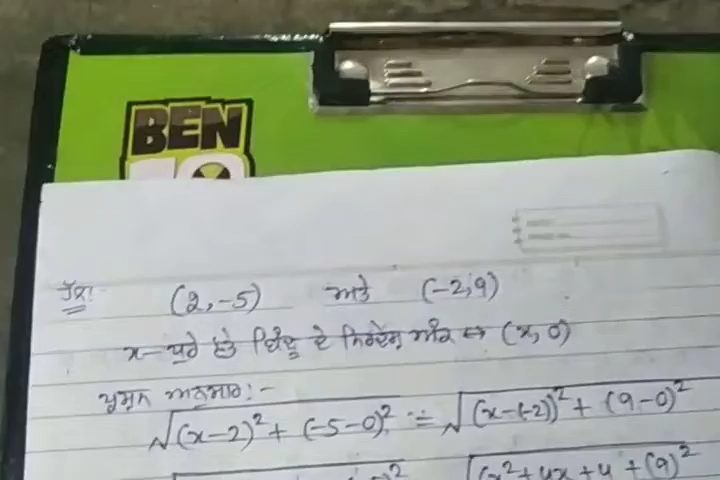 BEN
10
ਹੱਲ:
(2, -5) ਅਤੇ (-2, 9)
x-ਧੁਰੇ ਤੇ ਬਿੰਦੂ ਦੇ ਨਿਰਦੇਸ਼ ਅੰਕ ↔ (x, 0)
ਪ੍ਰਸ਼ਨ ਅਨੁਸਾਰ:-
√(x-2)² + (-5-0)² = √(x-(-2))² + (9-0)²
√(x²+4x+4+(9)²